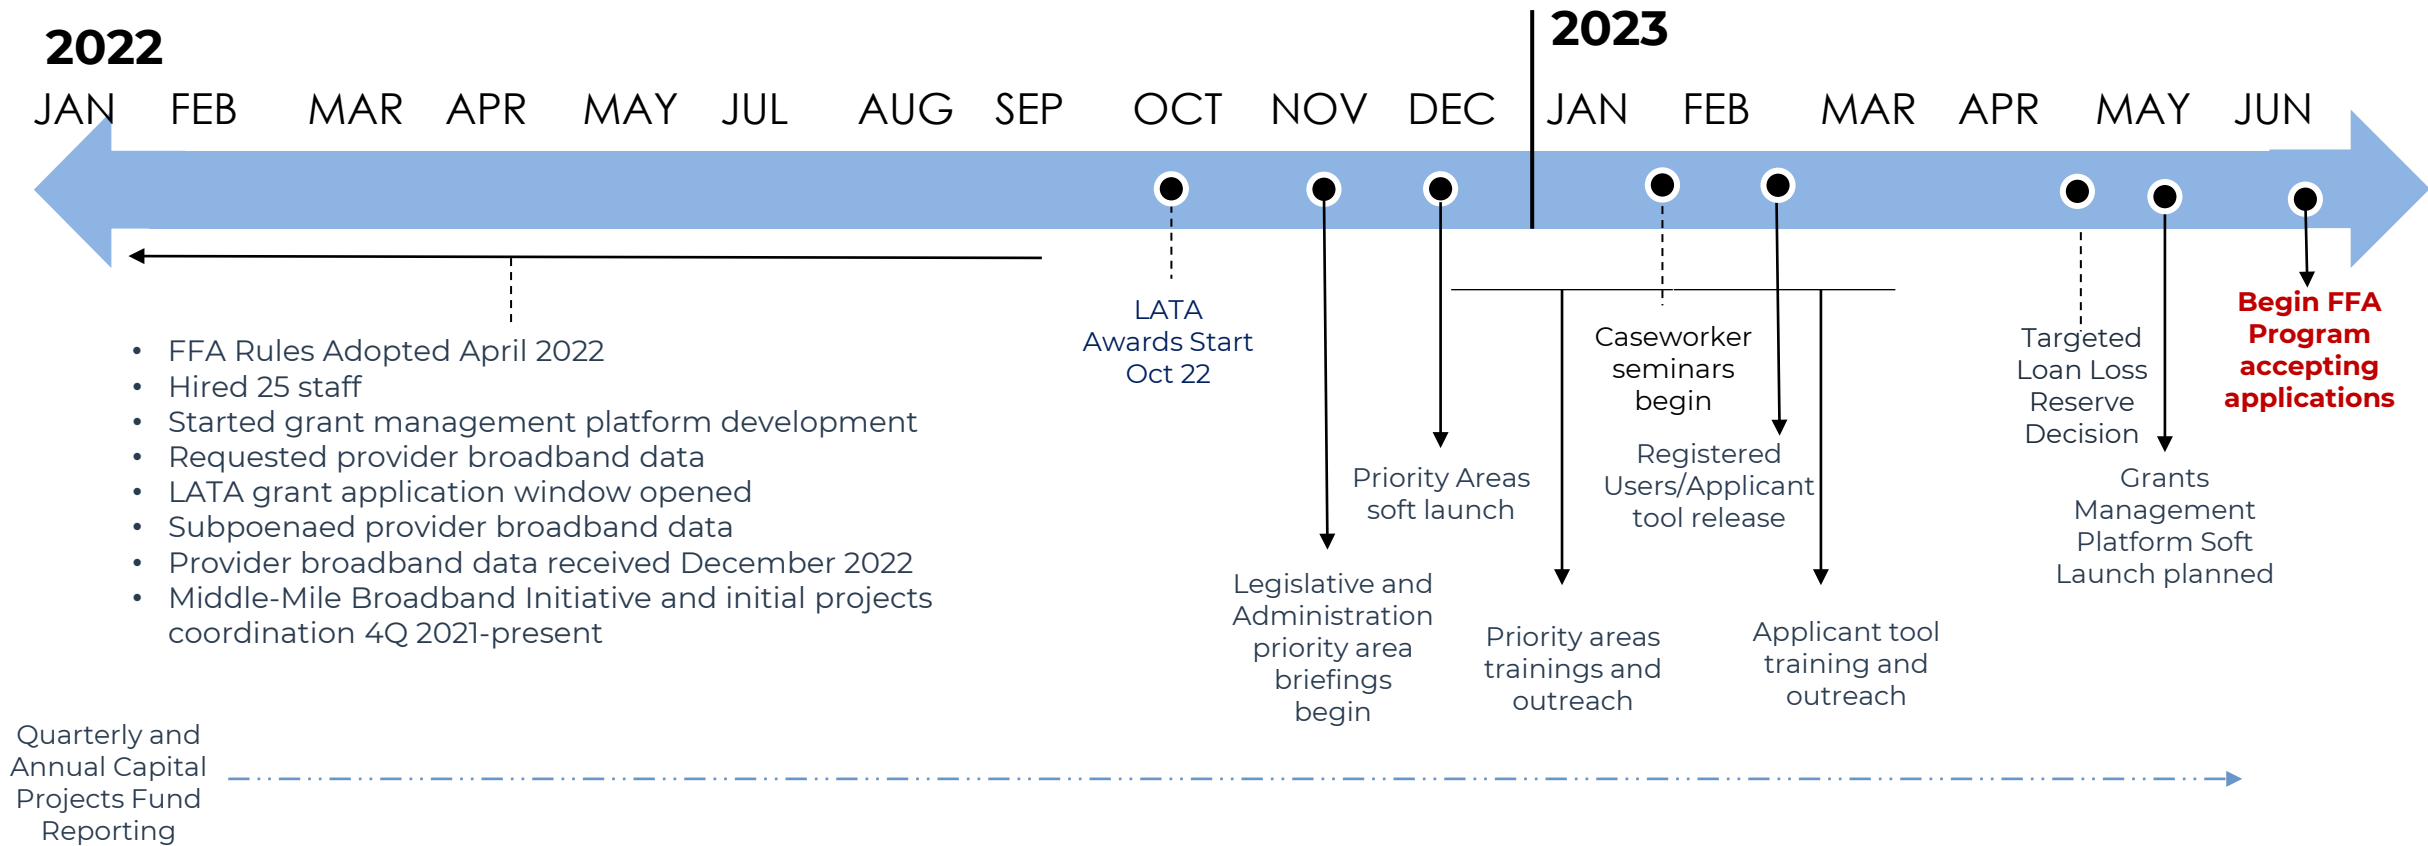 2022
2023
JAN FEB MAR APR MAY JUL AUG SEP OCT NOV DEC JAN FEB MAR APR MAY JUN
• FFA Rules Adopted April 2022
• Hired 25 staff
• Started grant management platform development
• Requested provider broadband data
• LATA grant application window opened
• Subpoenaed provider broadband data
• Provider broadband data received December 2022
• Middle-Mile Broadband Initiative and initial projects
coordination 4Q 2021-present
LATA
Awards Start
Oct 22
Legislative and
Administration
priority area
briefings
begin
Priority Areas
soft launch
Priority areas
trainings and
outreach
Caseworker
seminars
begin
Registered
Users/Applicant
tool release
Applicant tool
training and
outreach
Targeted
Loan Loss
Reserve
Decision
Grants
Management
Platform Soft
Launch planned
Begin FFA
Program
accepting
applications
Quarterly and
Annual Capital
Projects Fund
Reporting